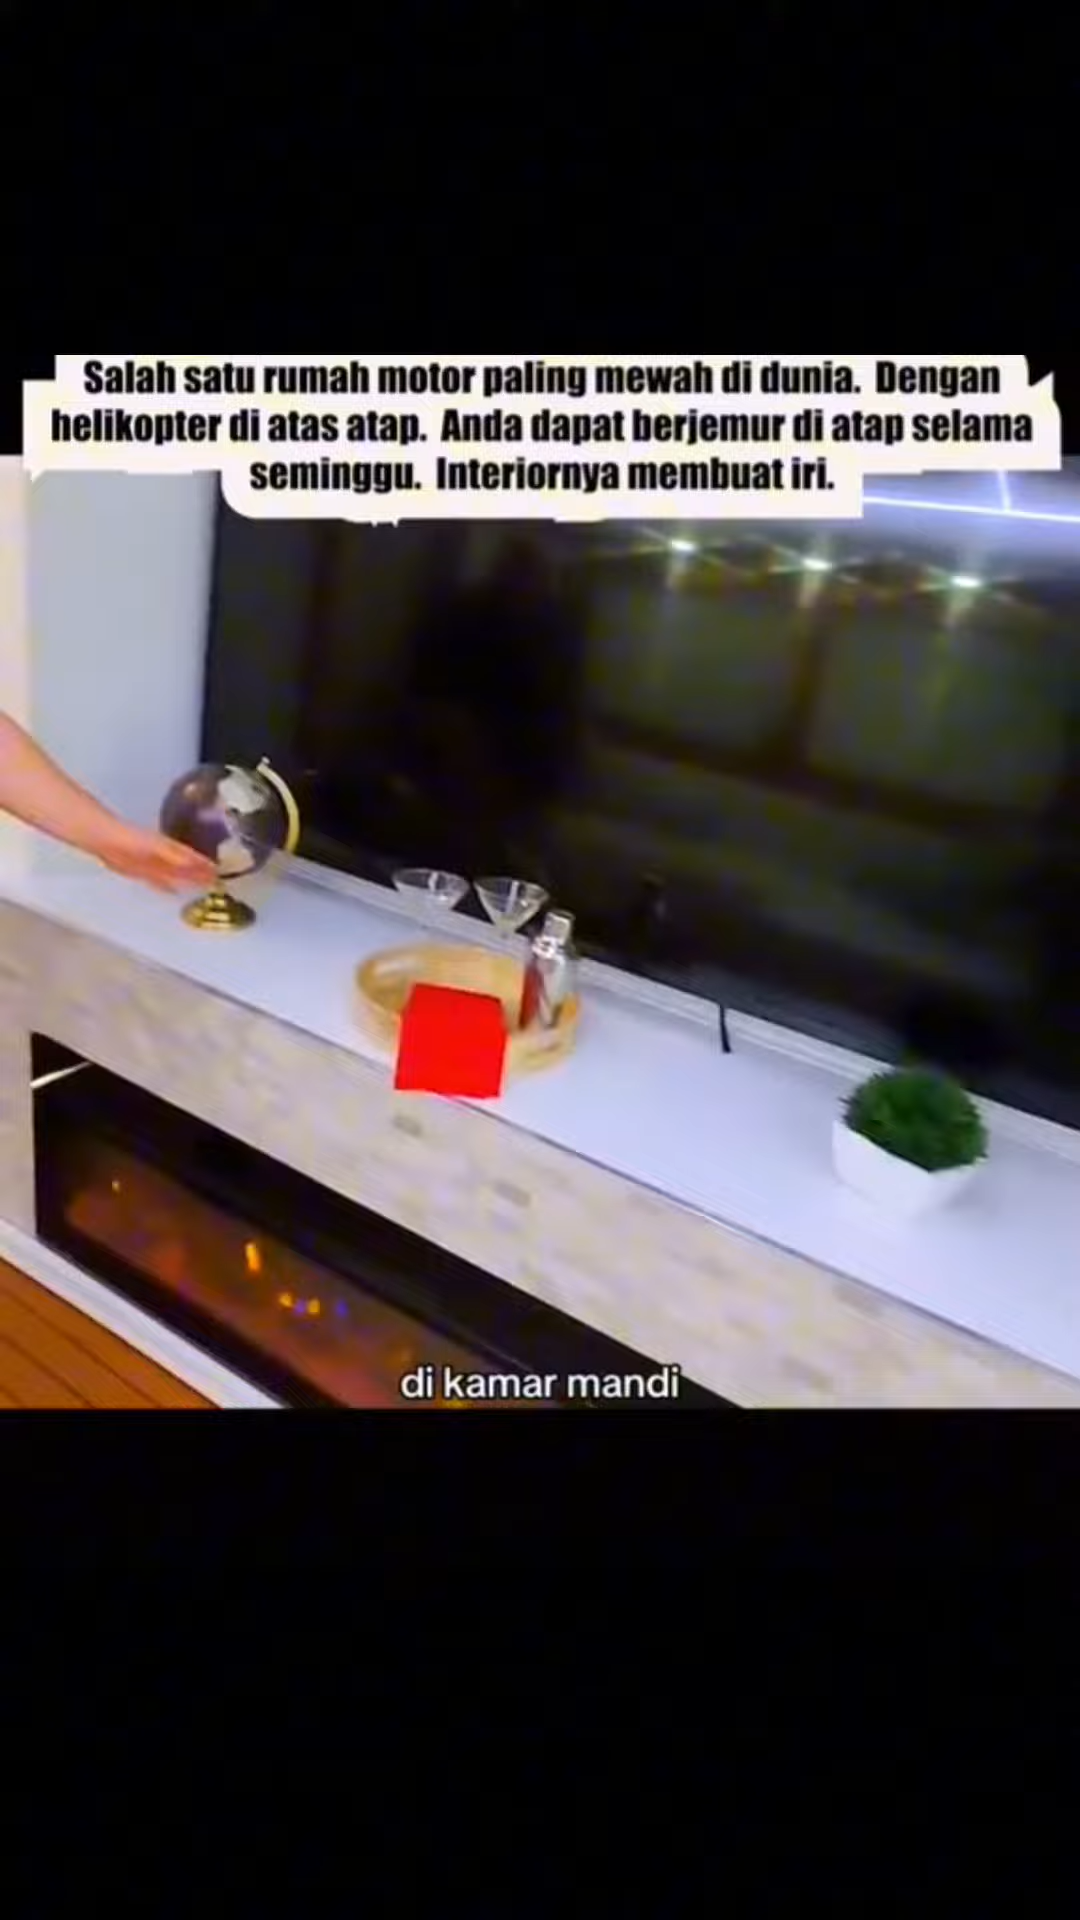 Salah satu rumah motor paling mewah di dunia. Dengan
helikopter di atas atap. Anda dapat berjemur di atap selama
seminggu. Interiornya membuat iri.
di kamar mandi